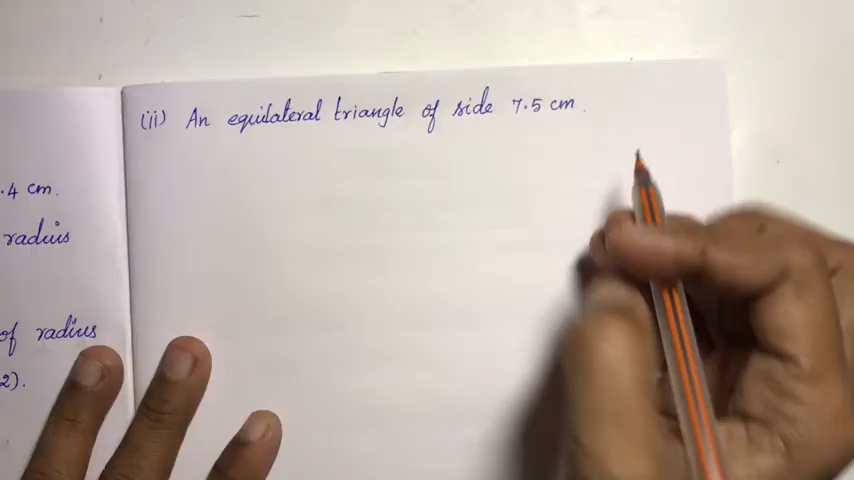 (ii) An equilateral triangle of side 7.5 cm.
.4 cm.
radius
of radius
2).